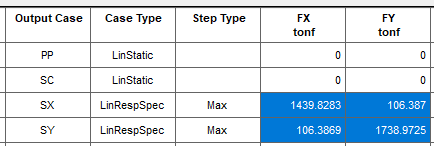 Output Case Case Type Step Type FX tonf FY tonf
PP LinStatic 0 0
SC LinStatic 0 0
SX LinRespSpec Max 1439.8283 106.387
SY LinRespSpec Max 106.3869 1738.9725